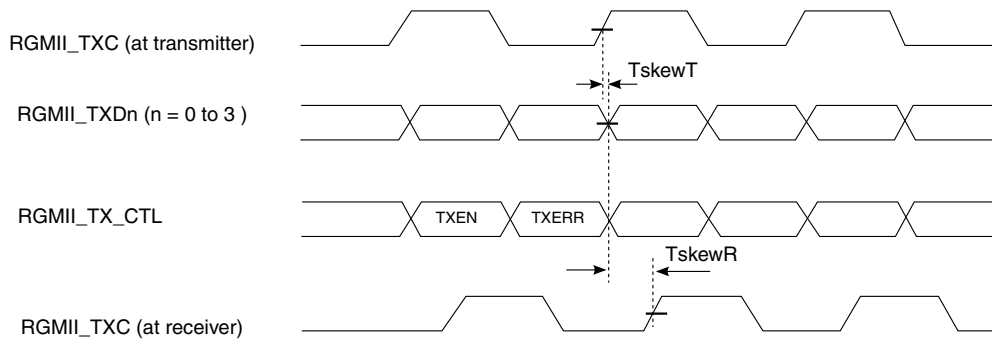 RGMII_TXC (at transmitter)
TskewT
RGMII_TXDn (n = 0 to 3 )
RGMII_TX_CTL
TXEN
TXERR
TskewR
RGMII_TXC (at receiver)